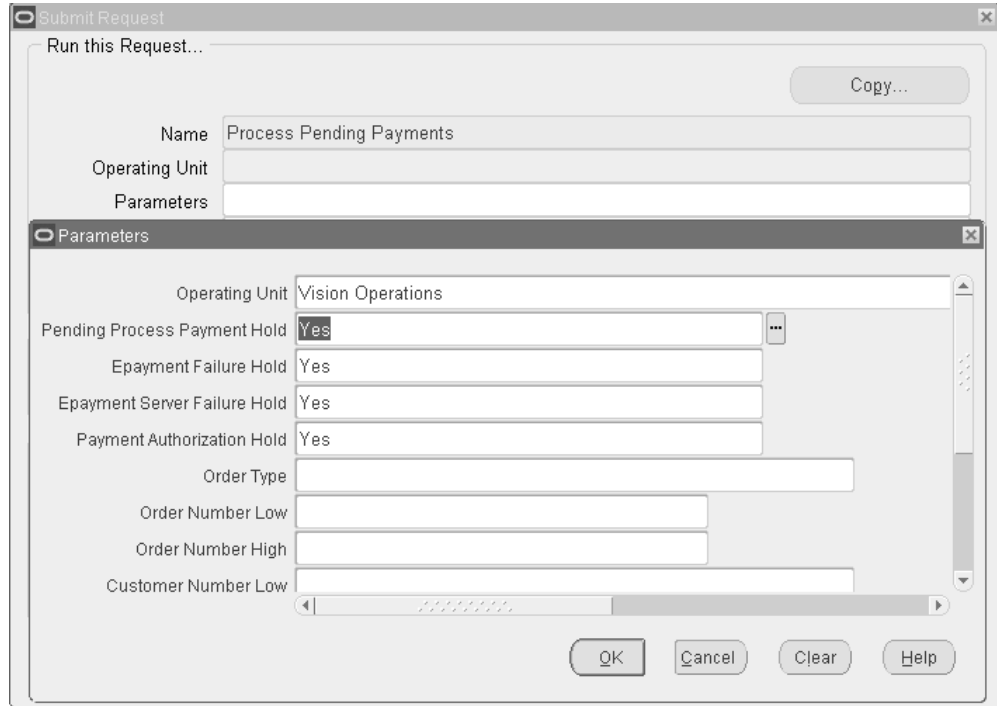 Submit Request
Run this Request...
Copy...
Name Process Pending Payments
Operating Unit
Parameters
Parameters
Operating Unit Vision Operations
Pending Process Payment Hold Yes ...
Epayment Failure Hold Yes
Epayment Server Failure Hold Yes
Payment Authorization Hold Yes
Order Type
Order Number Low
Order Number High
Customer Number Low
OK Cancel Clear Help